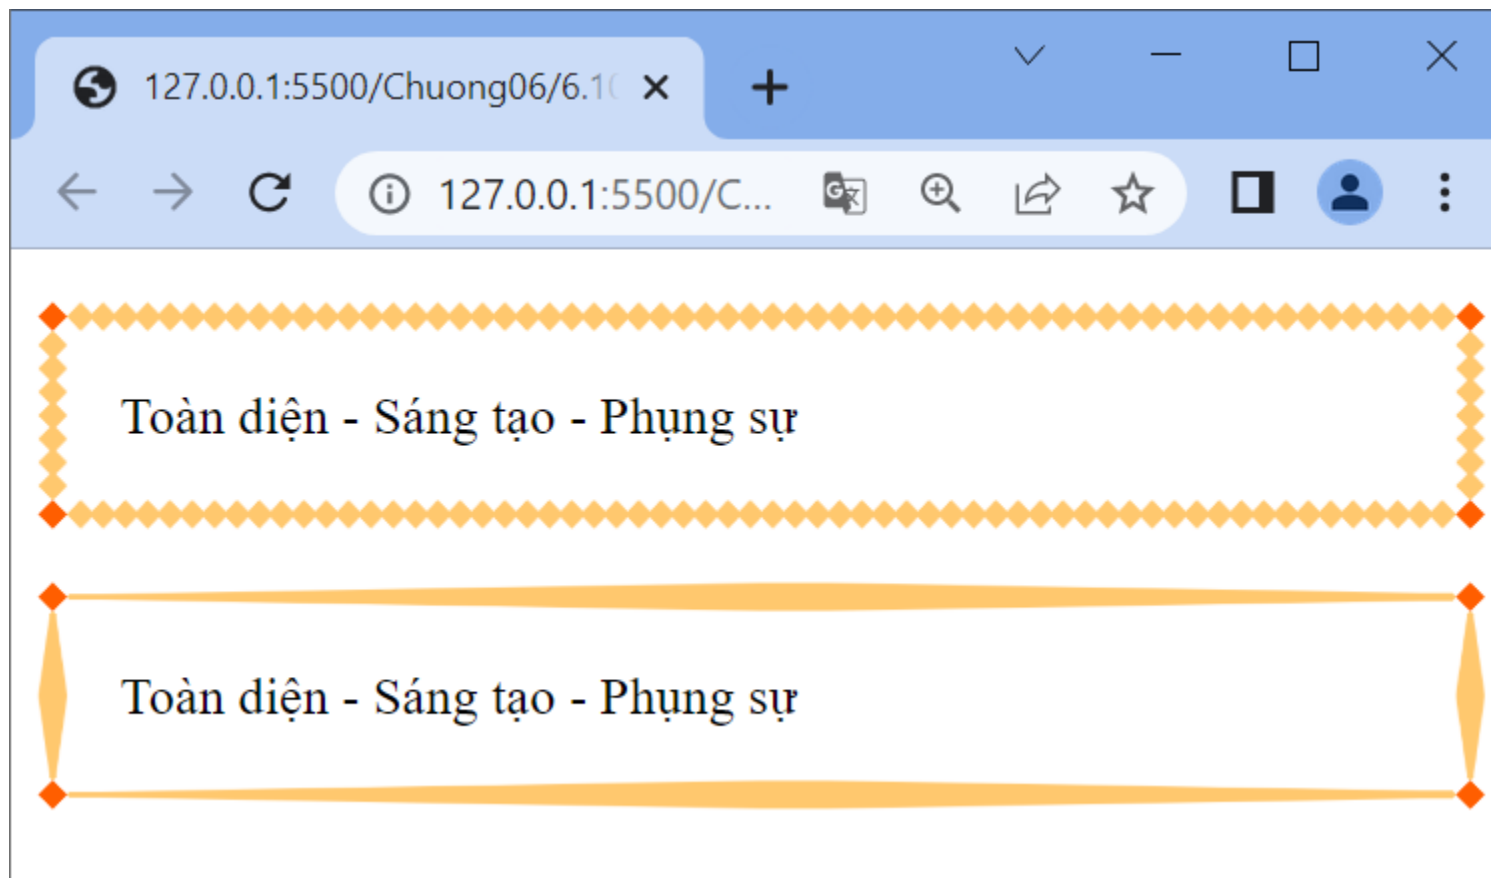 127.0.0.1:5500/Chuong06/6.10
127.0.0.1:5500/C...
Toàn diện - Sáng tạo - Phụng sự
Toàn diện - Sáng tạo - Phụng sự